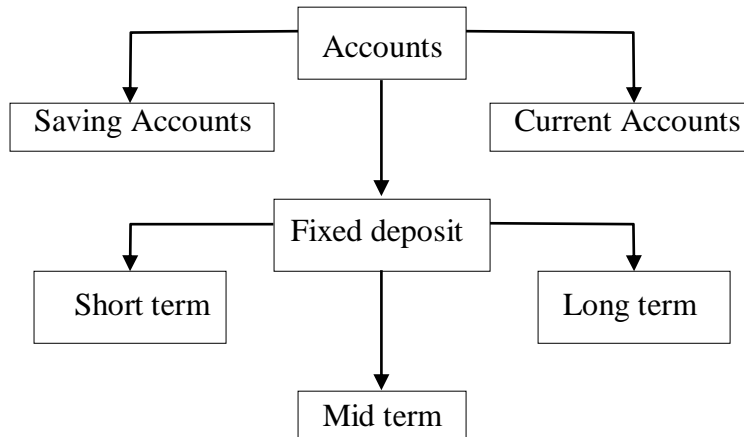 Accounts
Saving Accounts
Current Accounts
Fixed deposit
Short term
Long term
Mid term